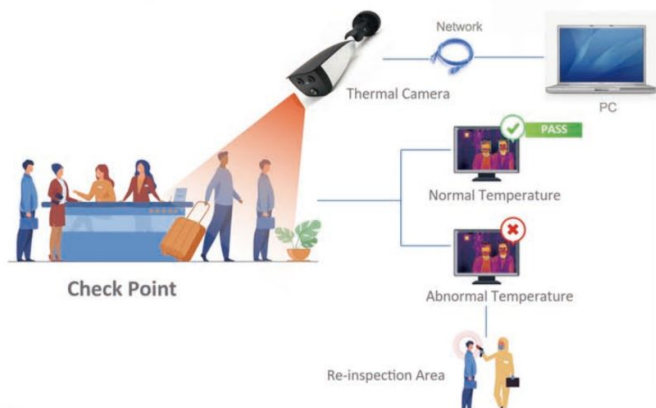 Network
Thermal Camera
PC
PASS
Normal Temperature
Check Point
Abnormal Temperature
Re-inspection Area